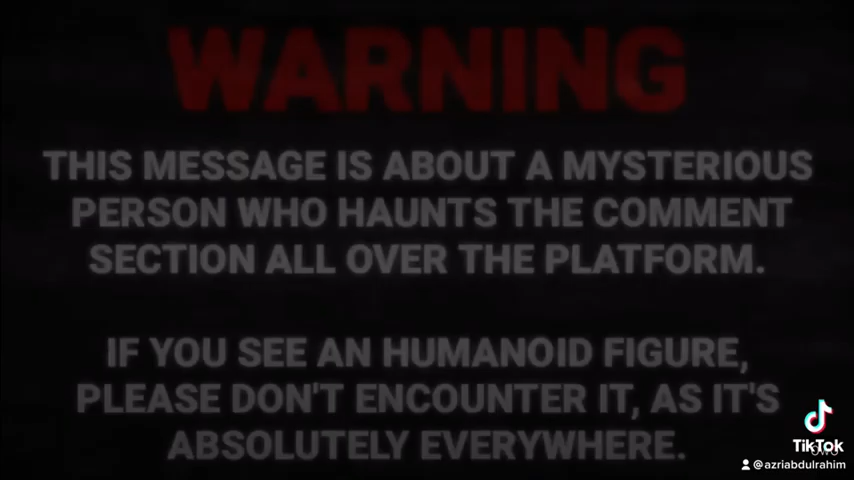 WARNING
THIS MESSAGE IS ABOUT A MYSTERIOUS
PERSON WHO HAUNTS THE COMMENT
SECTION ALL OVER THE PLATFORM.
IF YOU SEE AN HUMANOID FIGURE,
PLEASE DON'T ENCOUNTER IT, AS IT'S
ABSOLUTELY EVERYWHERE.
TikTok
@azriabdulrahim